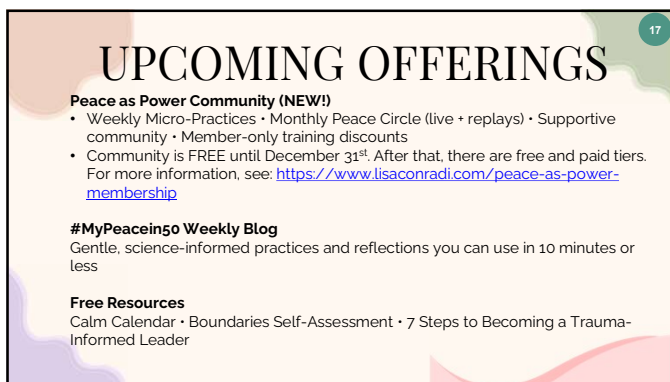 17
UPCOMING OFFERINGS
Peace as Power Community (NEW!)
• Weekly Micro-Practices • Monthly Peace Circle (live + replays) • Supportive
community • Member-only training discounts
• Community is FREE until December 31st. After that, there are free and paid tiers.
For more information, see: https://www.lisaconradi.com/peace-as-power-
membership
#MyPeacein50 Weekly Blog
Gentle, science-informed practices and reflections you can use in 10 minutes or
less
Free Resources
Calm Calendar • Boundaries Self-Assessment • 7 Steps to Becoming a Trauma-
Informed Leader